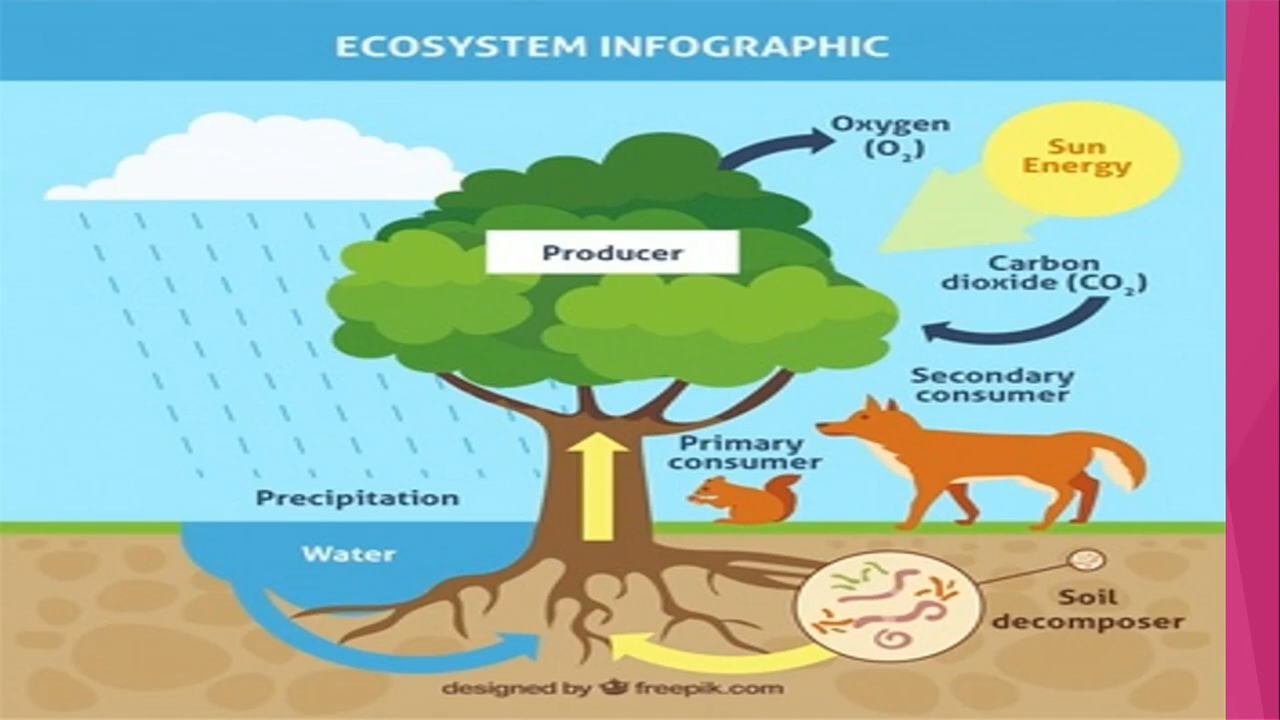 ECOSYSTEM INFOGRAPHIC
Oxygen
(O₂)
Sun
Energy
Producer
Carbon
dioxide (CO₂)
Secondary
consumer
Primary
consumer
Precipitation
Water
Soil
decomposer
designed by freepik.com